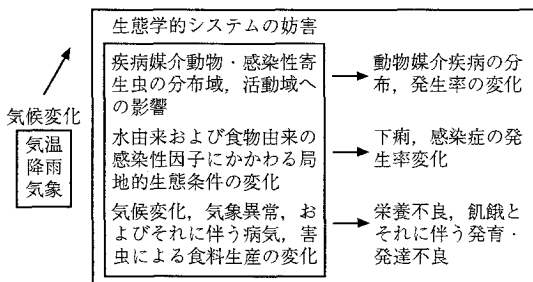 生態学的システムの妨害
気候変化
気温
降雨
気象
疾病媒介動物・感染性寄
生虫の分布域，活動域へ
の影響
動物媒介疾病の分
布，発生率の変化
水由来および食物由来の
感染性因子にかかわる局
地的生態条件の変化
下痢，感染症の発
生率変化
気候変化，気象異常，お
よびそれに伴う病気，害
虫による食料生産の変化
栄養不良，飢餓と
それに伴う発育・
発達不良